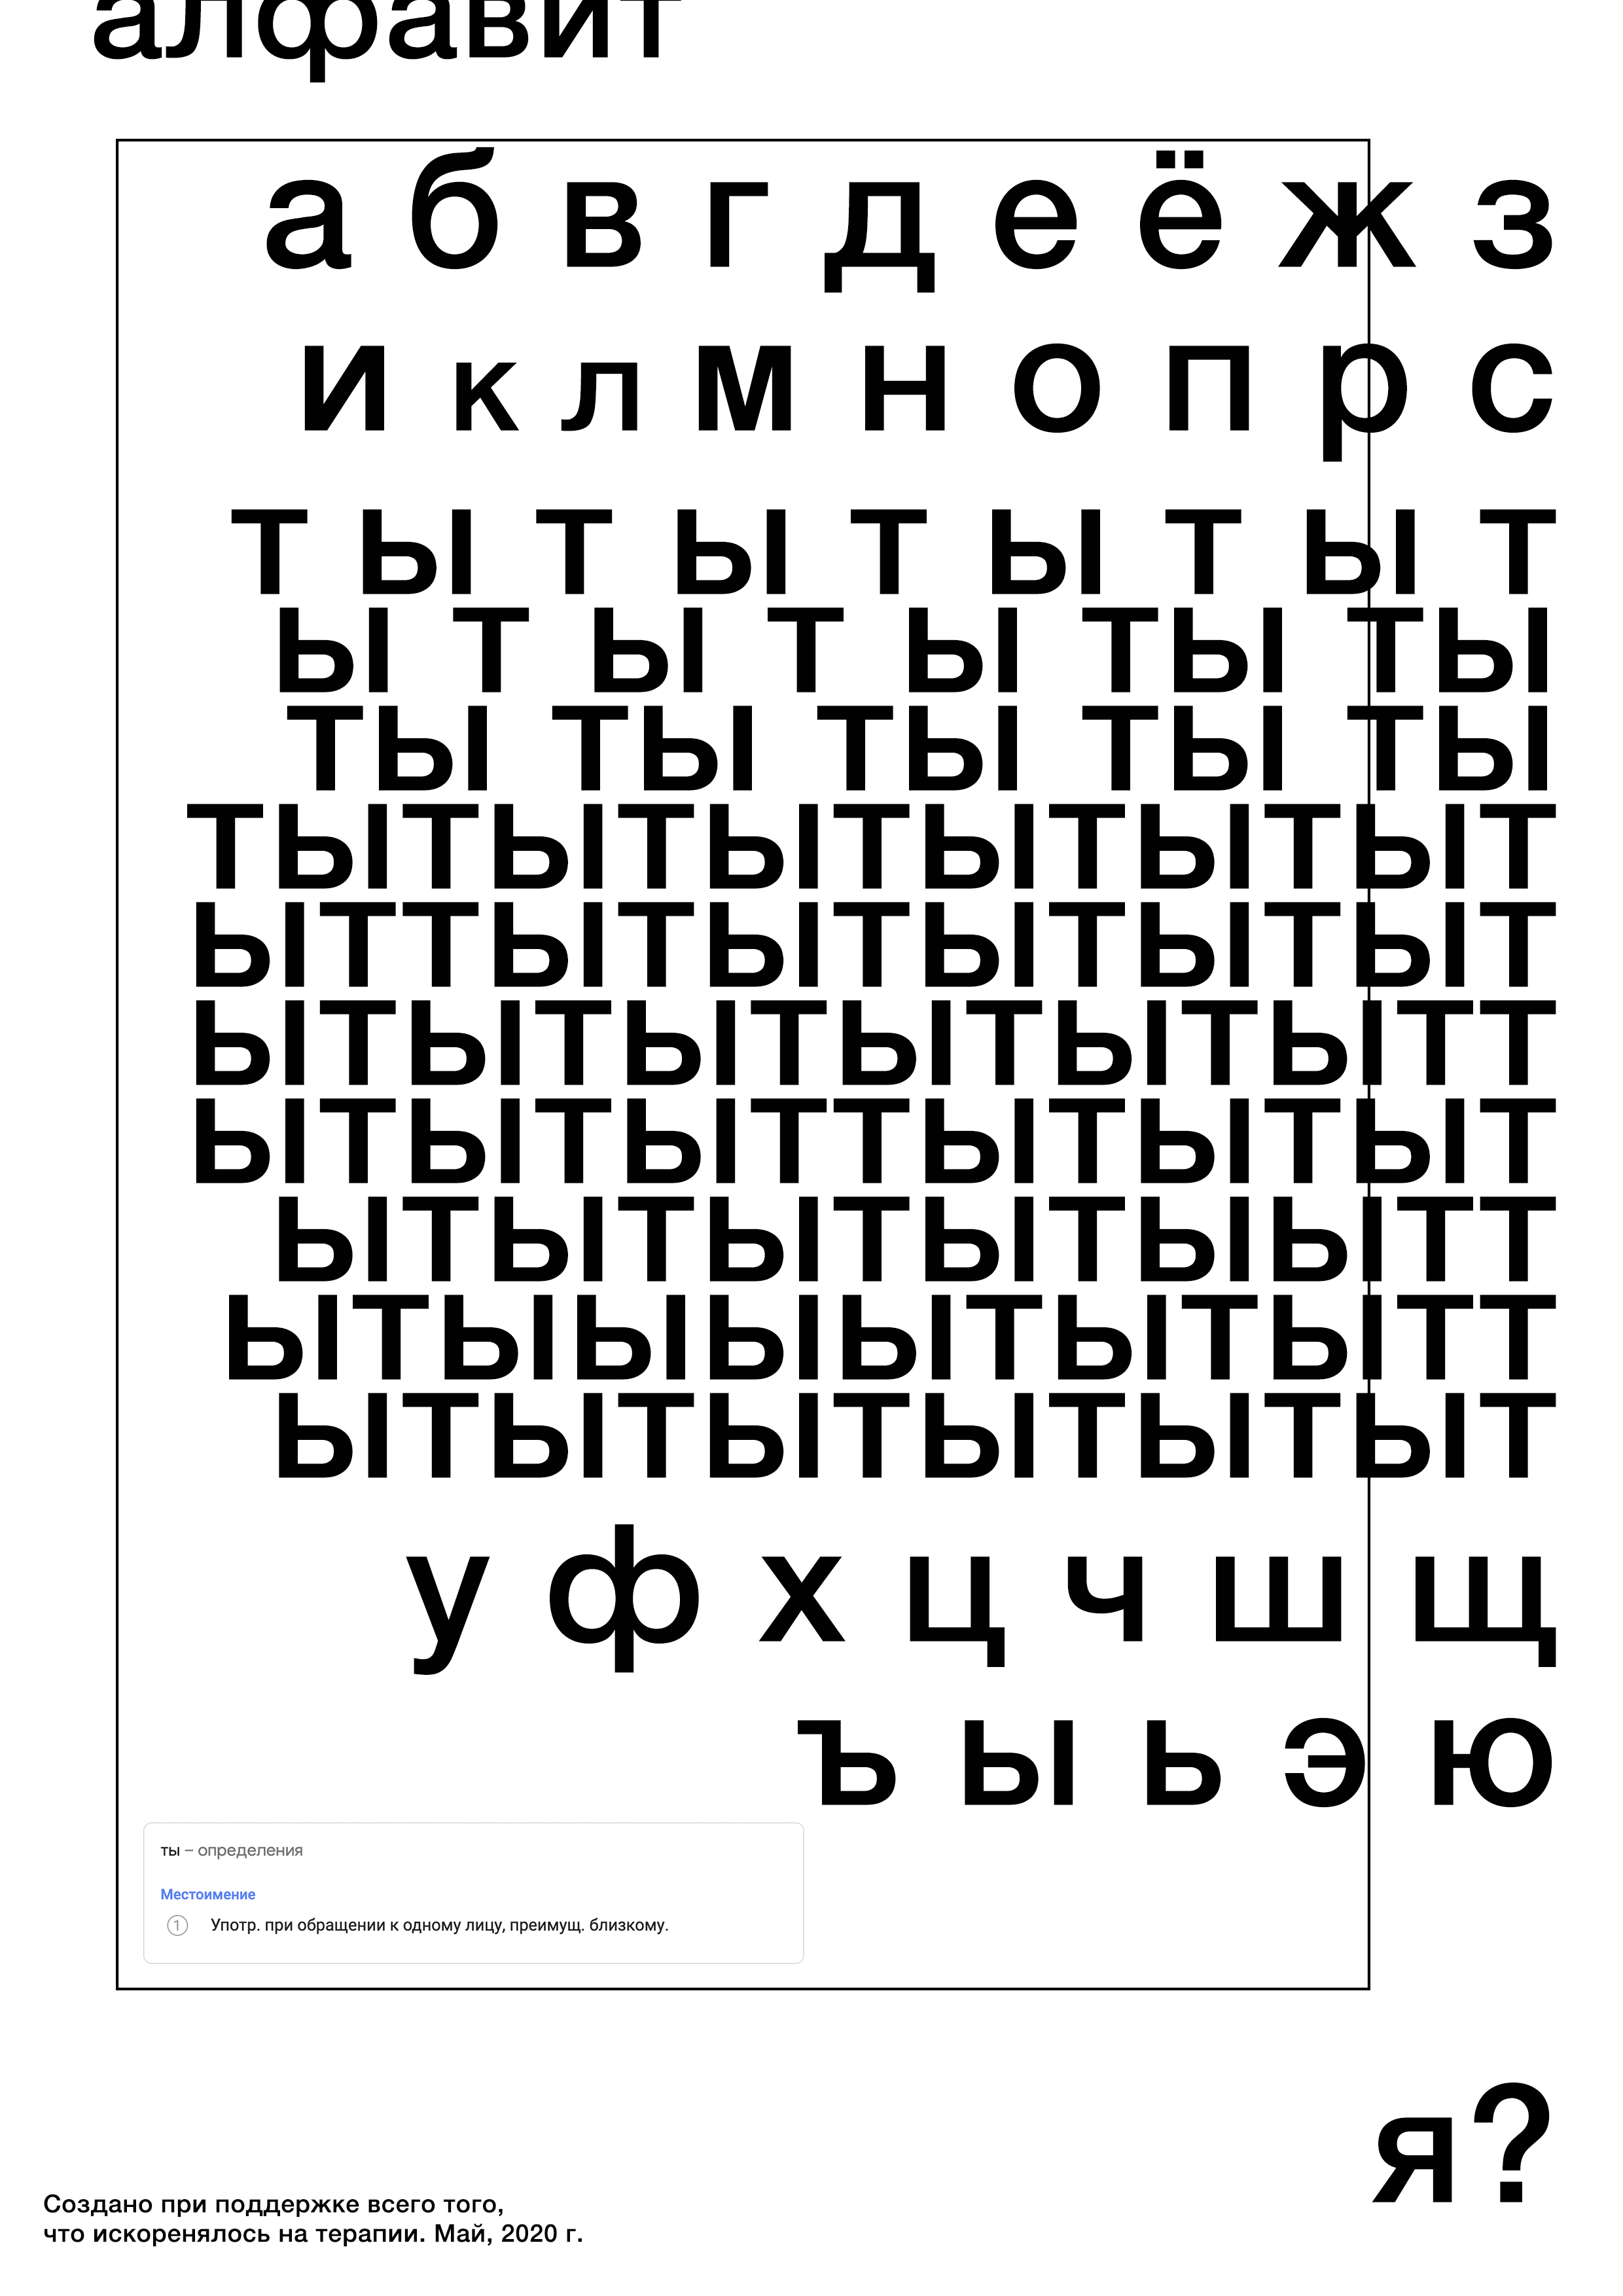 алфавит
а б в г д е ё ж з
и к л м н о п р с
т ы т ы т ы т ы т
ы т ы т ы ты ты
ты ты ты ты ты
тытытытытытыт
ыттытытытытыт
ытытытытытытт
ытытыттытытыт
ытытытытыытт
ытыыыытытытт
ытытытытытыт
у ф х ц ч ш щ
ъ ы ь э ю
ты – определения
Местоимение
1 Употр. при обращении к одному лицу, преимущ. близкому.
я?
Создано при поддержке всего того,
что искоренялось на терапии. Май, 2020 г.